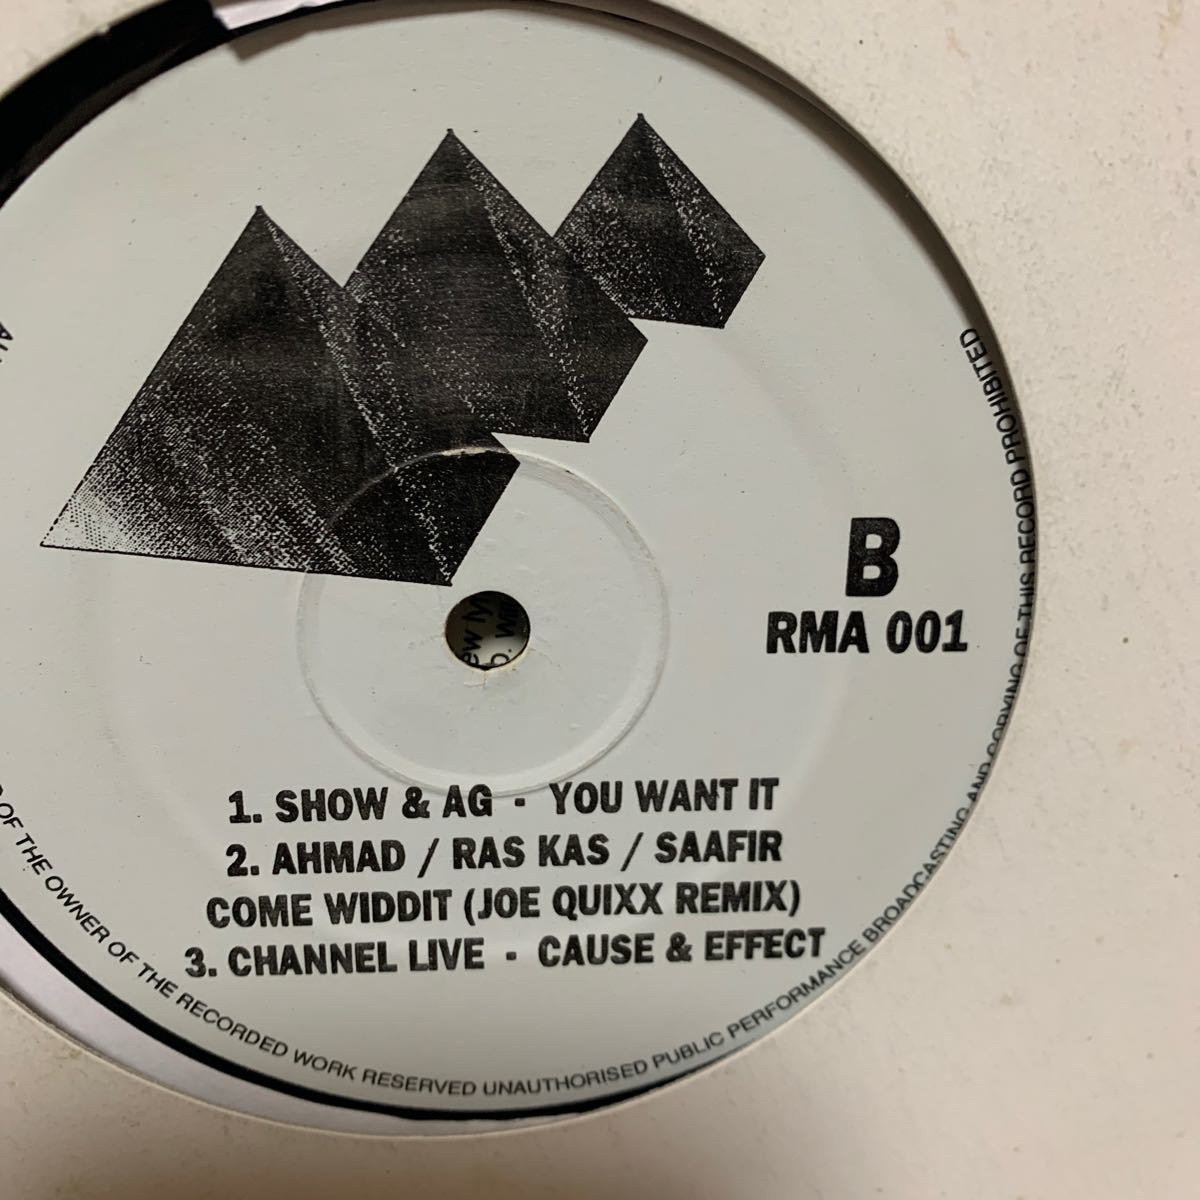 B
RMA 001
1. SHOW & AG - YOU WANT IT
2. AHMAD / RAS KAS / SAAFIR
COME WIDDIT (JOE QUIXX REMIX)
3. CHANNEL LIVE - CAUSE & EFFECT
OF THE OWNER OF THE RECORDED WORK RESERVED UNAUTHORISED PUBLIC PERFORMANCE BROADCASTING AND COPYING OF THIS RECORD PROHIBITED